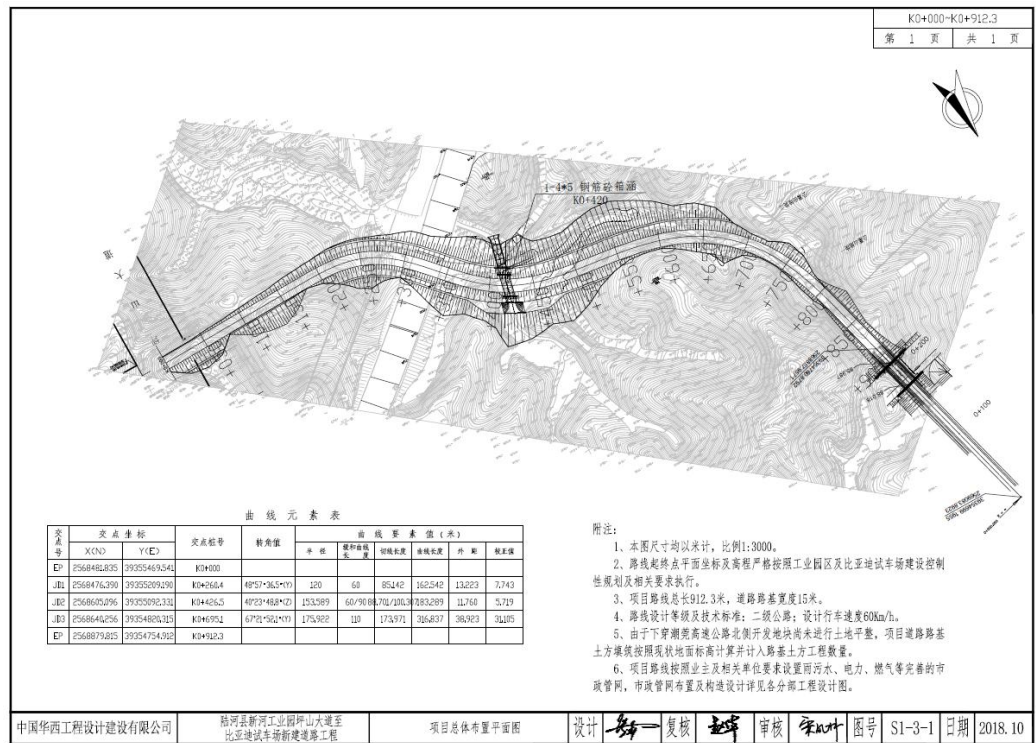 K0+000-K0+912.3
第 1 页 共 1 页
1-4*5 钢筋砼箱涵
K0+420
0+200
0+100
曲 线 元 素 表
交点号 交 点 坐 标 交点桩号 转角值 曲 线 要 素 值 (米)
X(N) Y(E) 半 径 缓和曲线长度 切线长度 曲线长度 外 距 校正值
EP 2568481.835 39355469.541 K0+000
JD1 2568476.390 39355209.190 K0+260.4 48°57'36.5"(Y) 120 60 85.142 162.542 13.223 7.743
JD2 2568605.096 39355092.331 K0+426.5 40°23'48.8"(Z) 153.589 60/90 88.701/100.307 183.289 11.760 5.719
JD3 2568640.256 39354820.315 K0+695.1 67°21'52.1"(Y) 175.922 110 173.971 316.837 38.923 31.105
EP 2568879.815 39354754.912 K0+912.3
附注:
1、本图尺寸均以米计，比例1:3000。
2、路线起终点平面坐标及高程严格按照工业园区及比亚迪试车场建设控制
性规划及相关要求执行。
3、项目路线总长912.3米，道路路基宽度15米。
4、路线设计等级及技术标准：二级公路；设计行车速度60Km/h。
5、由于下穿潮莞高速公路北侧开发地块尚未进行土地平整，项目道路路基
土方填筑按照现状地面标高计算并计入路基土方工程数量。
6、项目路线按照业主及相关单位要求设置雨污水、电力、燃气等完善的市
政管网，市政管网布置及构造设计详见各分部工程设计图。
中国华西工程设计建设有限公司
陆河县新河工业园坪山大道至
比亚迪试车场新建道路工程
项目总体布置平面图
设计 复核 审核 图号 S1-3-1 日期 2018.10